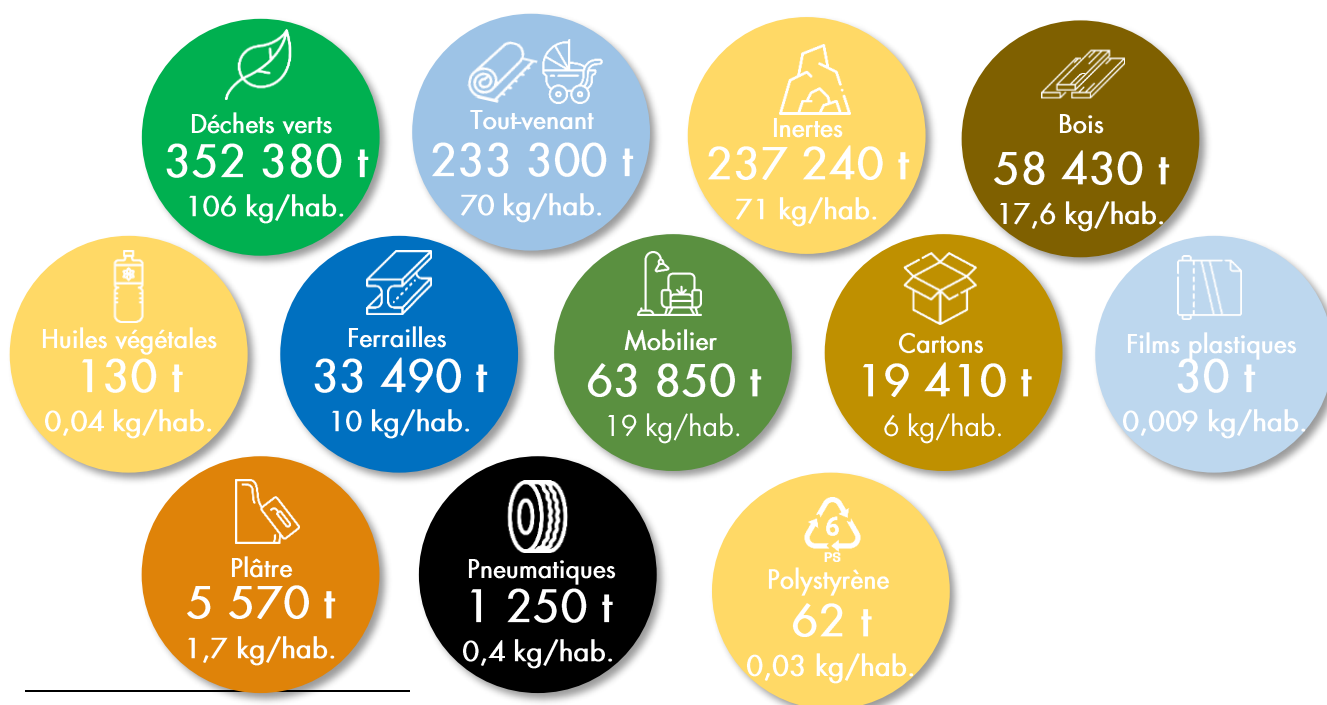 Déchets verts
352 380 t
106 kg/hab.
Tout-venant
233 300 t
70 kg/hab.
Inertes
237 240 t
71 kg/hab.
Bois
58 430 t
17,6 kg/hab.
Huiles végétales
130 t
0,04 kg/hab.
Ferrailles
33 490 t
10 kg/hab.
Mobilier
63 850 t
19 kg/hab.
Cartons
19 410 t
6 kg/hab.
Films plastiques
30 t
0,009 kg/hab.
Plâtre
5 570 t
1,7 kg/hab.
Pneumatiques
1 250 t
0,4 kg/hab.
6
PS
Polystyrène
62 t
0,03 kg/hab.